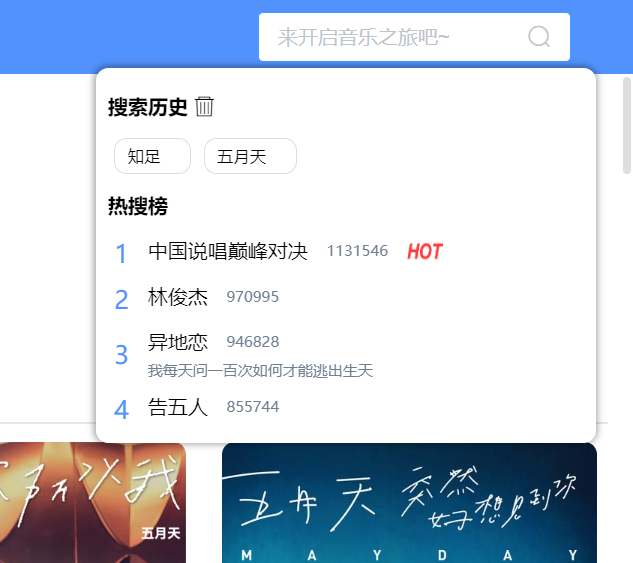 来开启音乐之旅吧~
搜索历史
知足 五月天
热搜榜
1 中国说唱巅峰对决 1131546 HOT
2 林俊杰 970995
3 异地恋 946828
我每天问一百次如何才能逃出生天
4 告五人 855744
五月天 突然好想见到你
五月天
MAYDAY